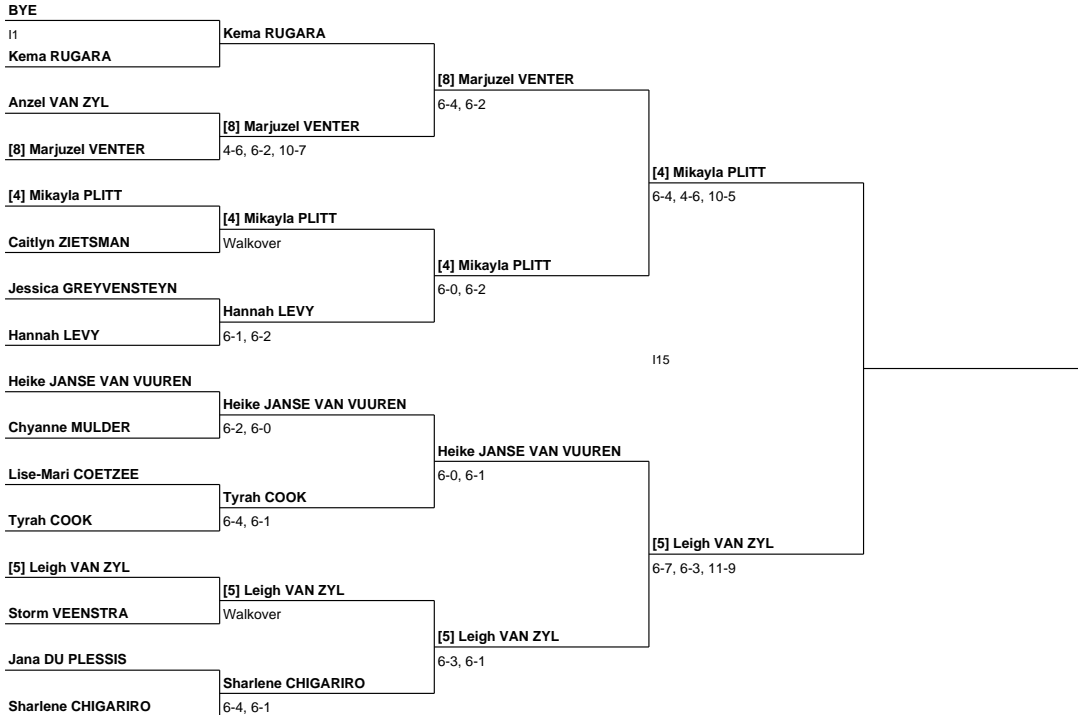 BYE
I1
Kema RUGARA
Kema RUGARA
Anzel VAN ZYL
[8] Marjuzel VENTER
[8] Marjuzel VENTER
4-6, 6-2, 10-7
[8] Marjuzel VENTER
6-4, 6-2
[4] Mikayla PLITT
Caitlyn ZIETSMAN
[4] Mikayla PLITT
Walkover
Jessica GREYVENSTEYN
Hannah LEVY
Hannah LEVY
6-1, 6-2
[4] Mikayla PLITT
6-0, 6-2
[4] Mikayla PLITT
6-4, 4-6, 10-5
I15
Heike JANSE VAN VUUREN
Chyanne MULDER
Heike JANSE VAN VUUREN
6-2, 6-0
Lise-Mari COETZEE
Tyrah COOK
Tyrah COOK
6-4, 6-1
Heike JANSE VAN VUUREN
6-0, 6-1
[5] Leigh VAN ZYL
Storm VEENSTRA
[5] Leigh VAN ZYL
Walkover
Jana DU PLESSIS
Sharlene CHIGARIRO
Sharlene CHIGARIRO
6-4, 6-1
[5] Leigh VAN ZYL
6-3, 6-1
[5] Leigh VAN ZYL
6-7, 6-3, 11-9